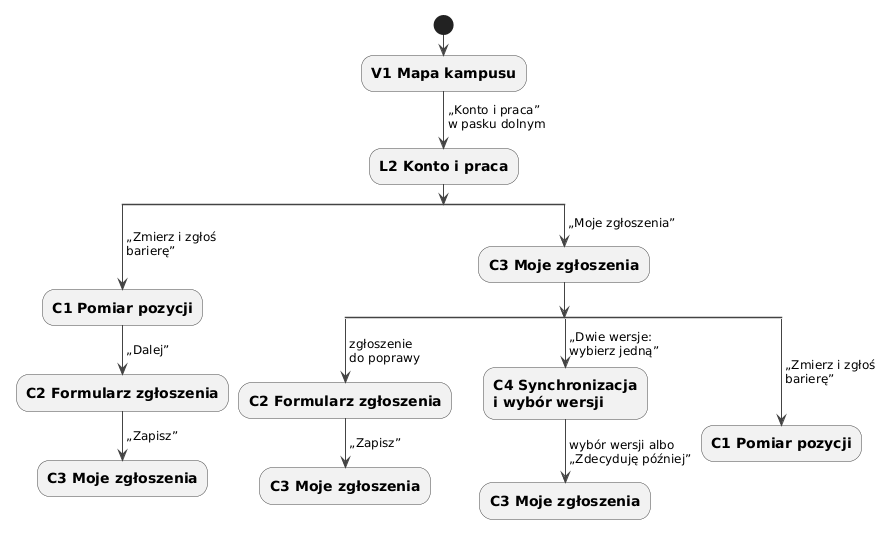 V1 Mapa kampusu
„Konto i praca”
w pasku dolnym
L2 Konto i praca
„Zmierz i zgłoś
barierę”
„Moje zgłoszenia”
C1 Pomiar pozycji
C3 Moje zgłoszenia
„Dalej”
zgłoszenie
do poprawy
„Dwie wersje:
wybierz jedną”
„Zmierz i zgłoś
barierę”
C2 Formularz zgłoszenia
C2 Formularz zgłoszenia
C4 Synchronizacja
i wybór wersji
C1 Pomiar pozycji
„Zapisz”
„Zapisz”
wybór wersji albo
„Zdecyduję później”
C3 Moje zgłoszenia
C3 Moje zgłoszenia
C3 Moje zgłoszenia